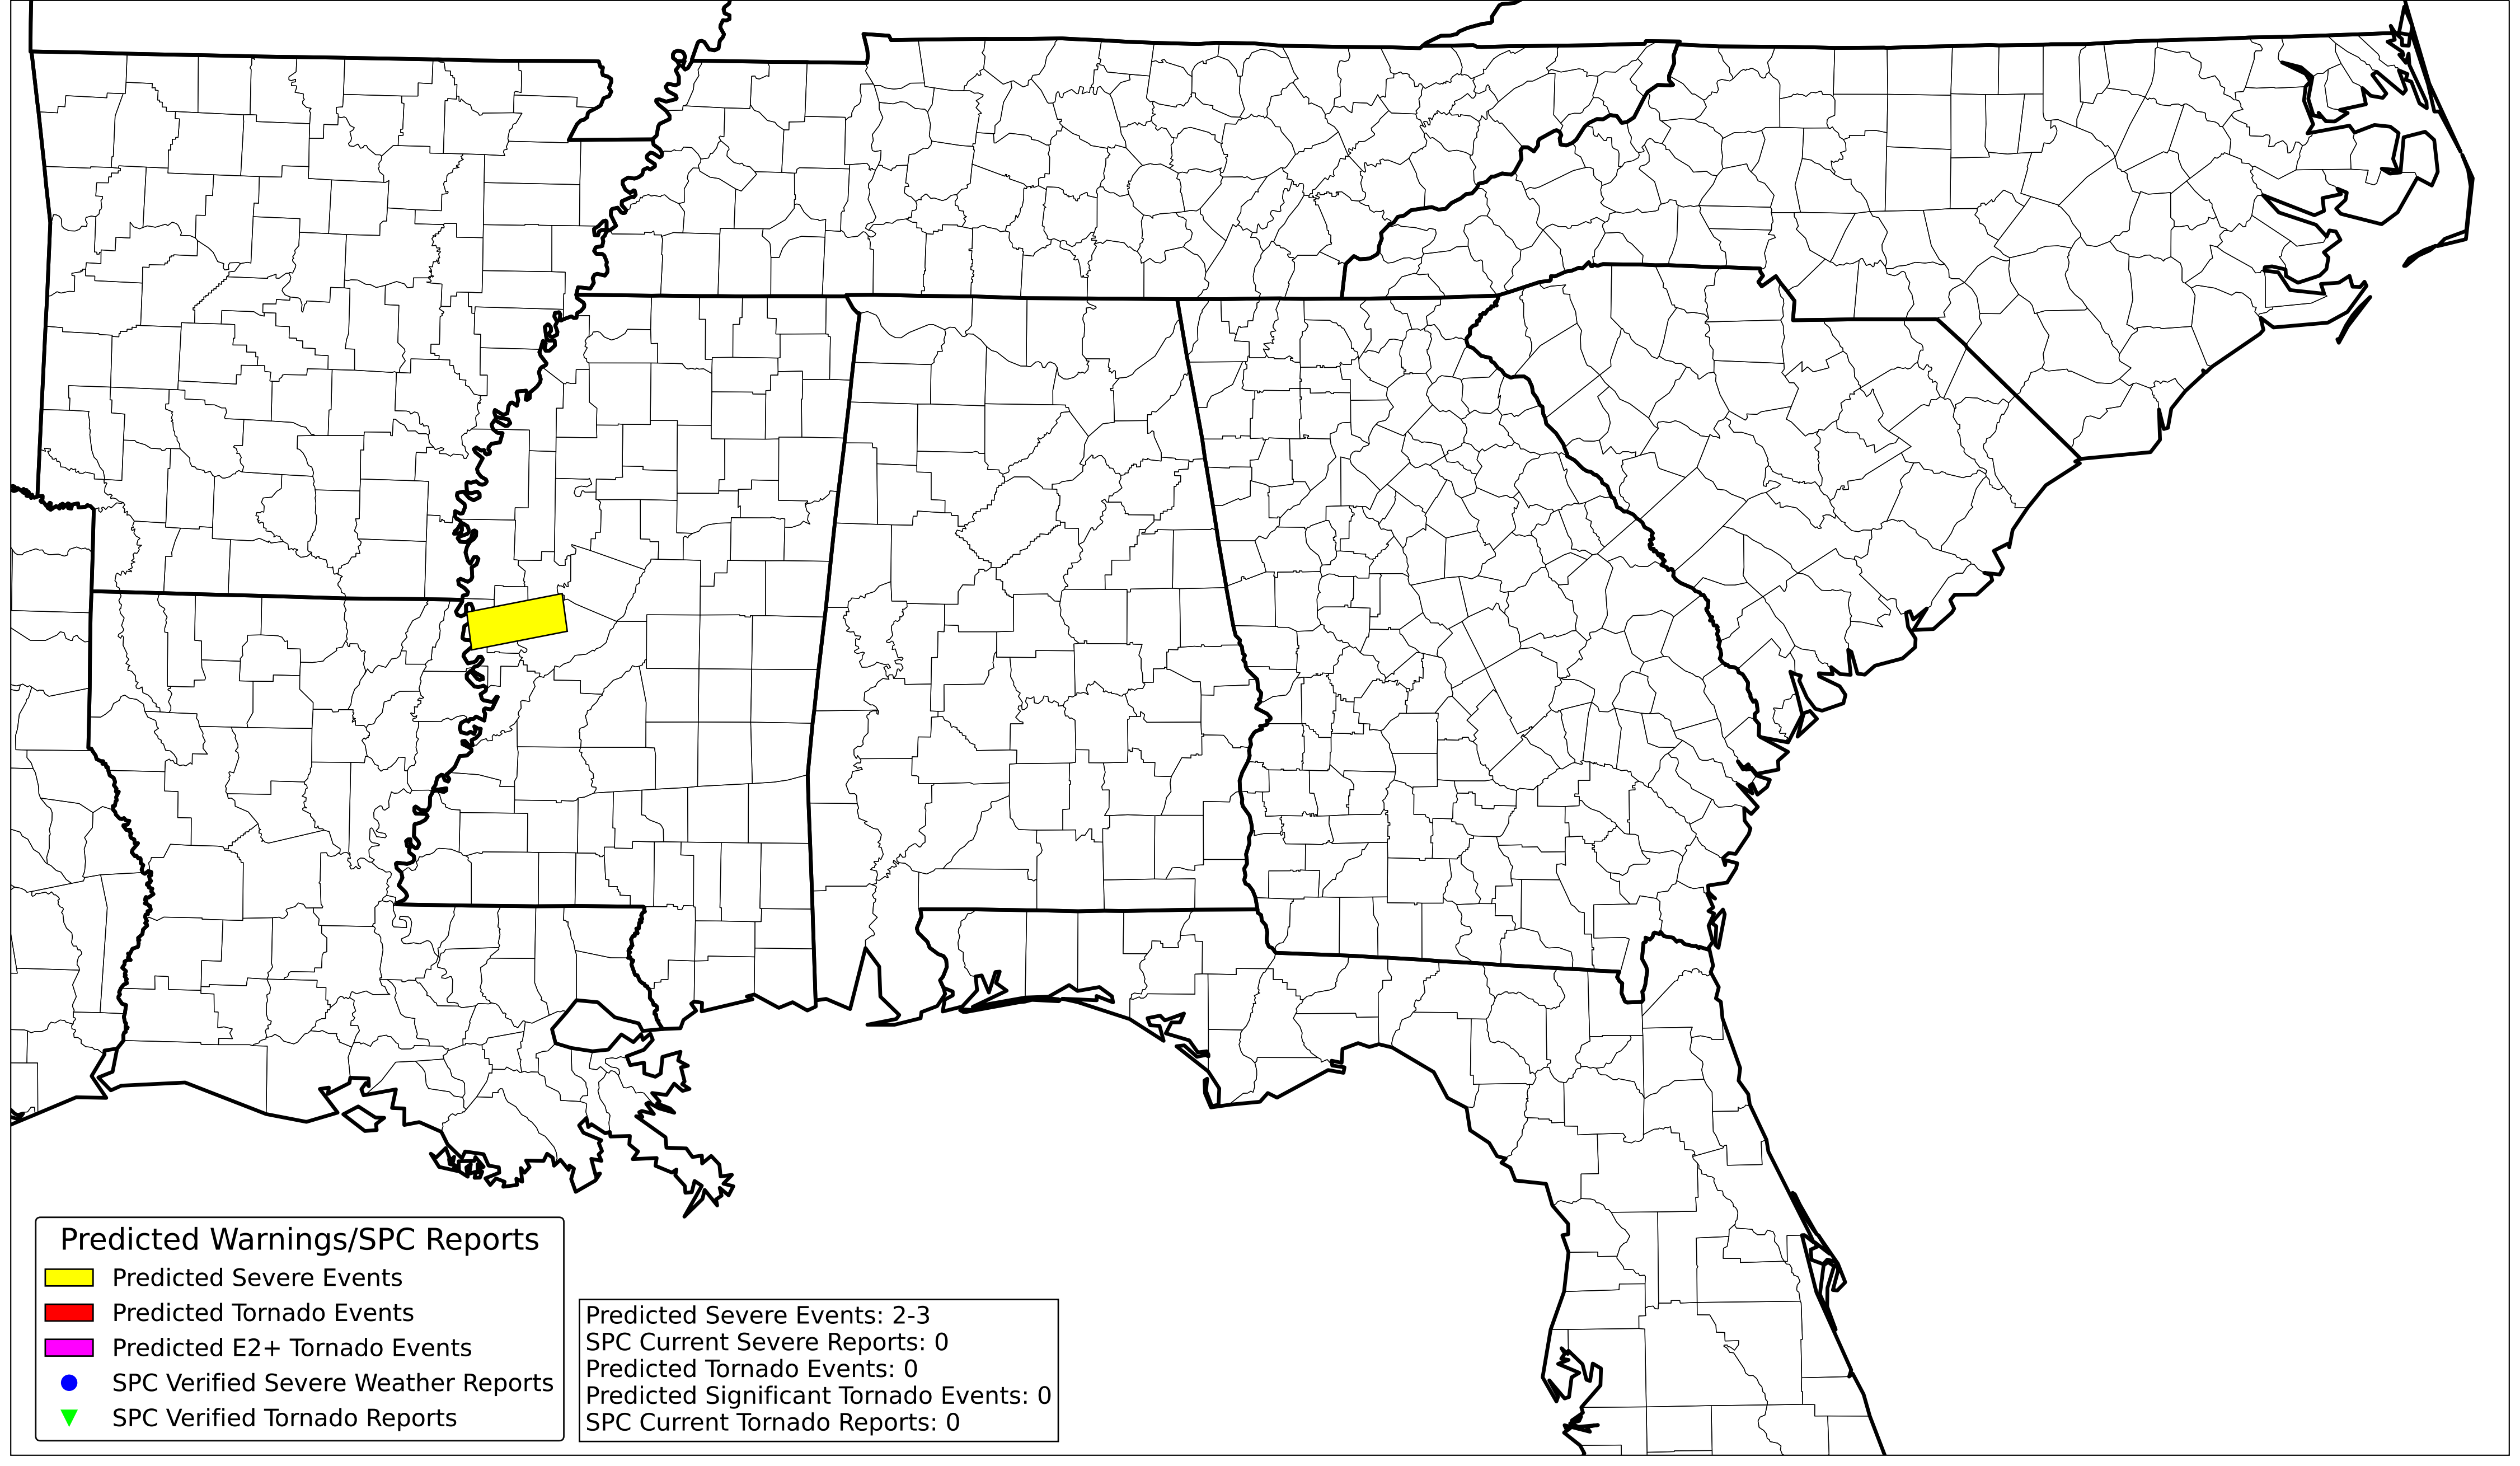 Predicted Warnings/SPC Reports
Predicted Severe Events
Predicted Tornado Events
Predicted E2+ Tornado Events
SPC Verified Severe Weather Reports
SPC Verified Tornado Reports
Predicted Severe Events: 2-3
SPC Current Severe Reports: 0
Predicted Tornado Events: 0
Predicted Significant Tornado Events: 0
SPC Current Tornado Reports: 0